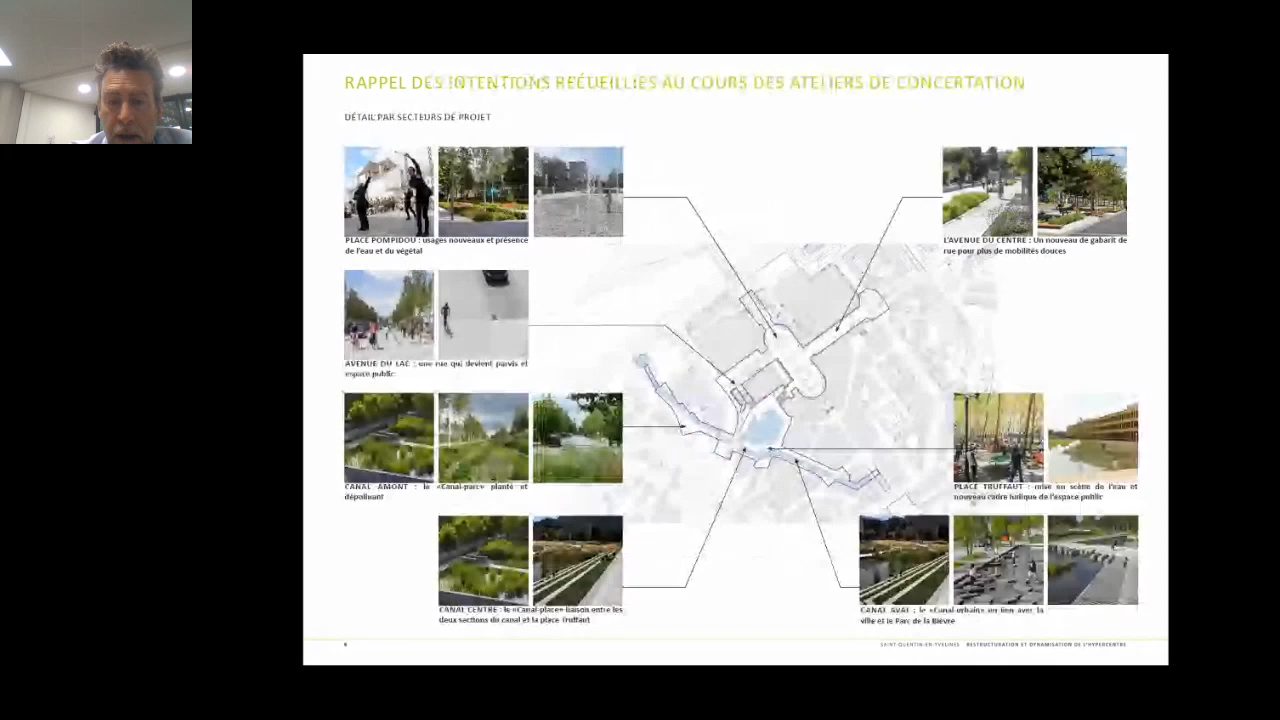 RAPPEL DES INTENTIONS RECUEILLIES AU COURS DES ATELIERS DE CONCERTATION
DÉTAIL PAR SECTEURS DE PROJET
PLACE POMPIDOU : usages nouveaux et présence
de l'eau et du végétal
L'AVENUE DU CENTRE : Un nouveau de gabarit de
rue pour plus de mobilités douces
AVENUE DU LAC : une rue qui devient parvis et
espace public
CANAL AMONT : le «Canal-parc» planté et
dépolluant
PLACE TRUFFAUT : mise en scène de l'eau et
nouveau cadre ludique de l'espace public
CANAL CENTRE : le «Canal-place» liaison entre les
deux sections du canal et la place Truffaut
CANAL AVAL : le «Canal-urbain» en lien avec la
ville et le Parc de la Bièvre
SAINT-QUENTIN-EN-YVELINES RESTRUCTURATION ET DYNAMISATION DE L'HYPERCENTRE